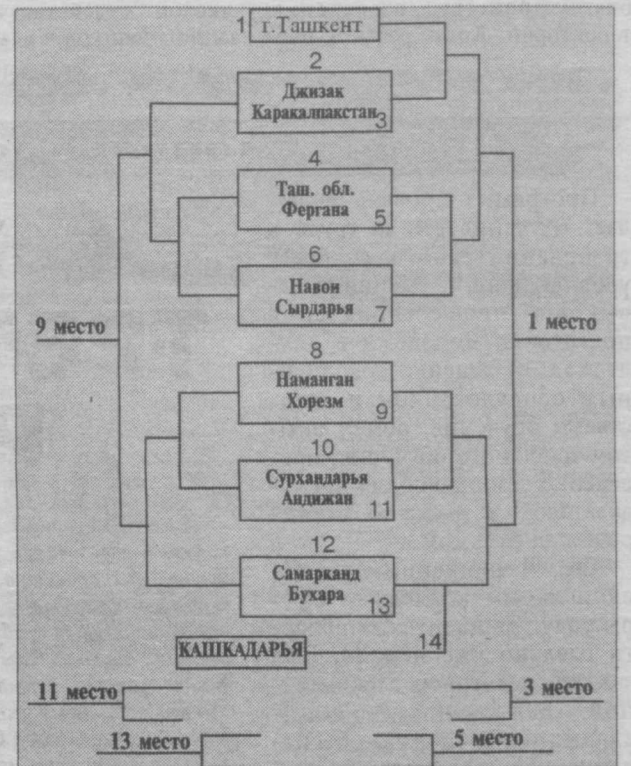 1 г.Ташкент
2
Джизак
Каракалпакстан 3
4
Таш. обл.
Фергана 5
6
Навои
Сырдарья 7
9 место
1 место
8
Наманган
Хорезм 9
10
Сурхандарья
Андижан 11
12
Самарканд
Бухара 13
КАШКАДАРЬЯ 14
11 место
3 место
13 место
5 место